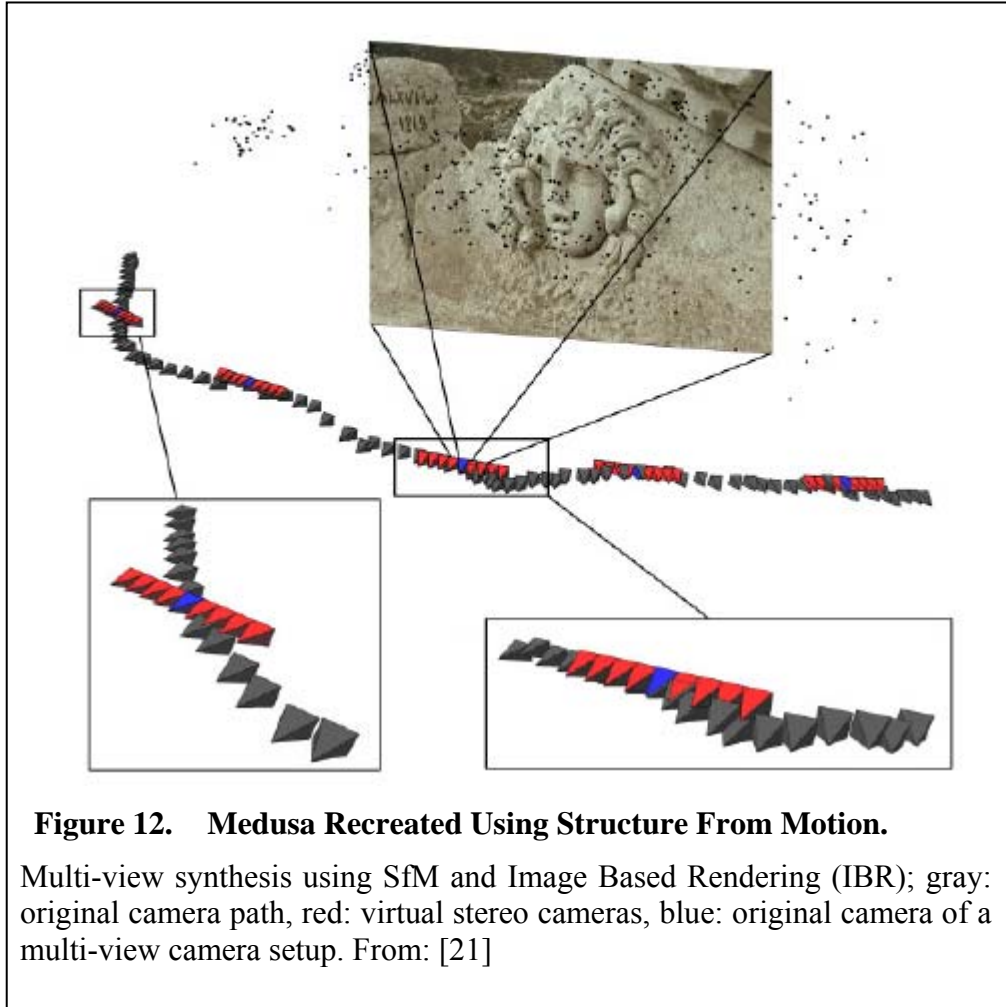 Figure 12. Medusa Recreated Using Structure From Motion.
Multi-view synthesis using SfM and Image Based Rendering (IBR); gray:
original camera path, red: virtual stereo cameras, blue: original camera of a
multi-view camera setup. From: [21]